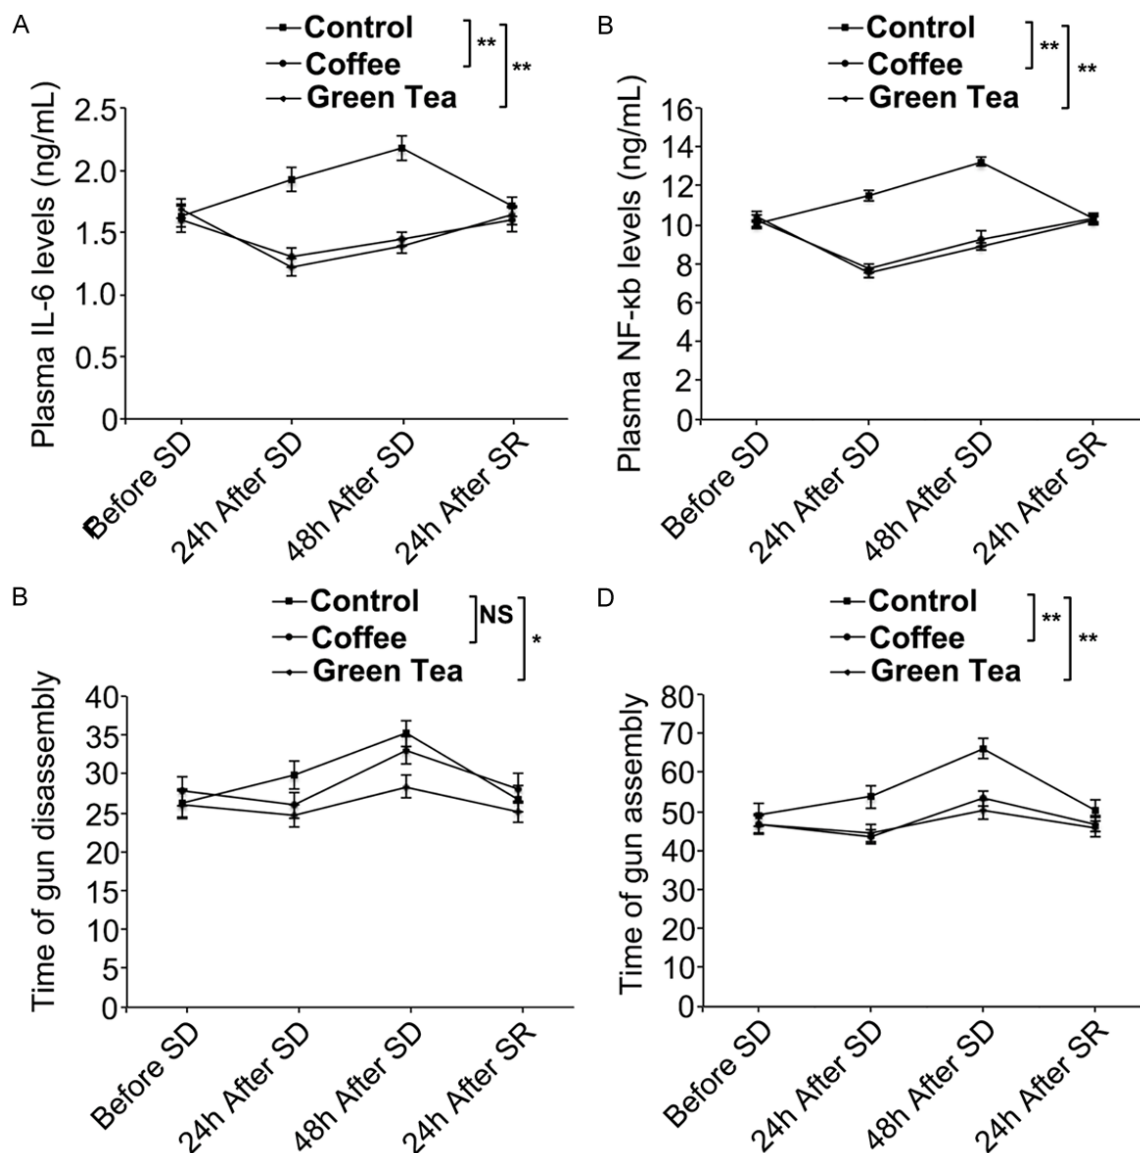 A
Control
Coffee
Green Tea
**
**
Plasma IL-6 levels (ng/mL)
2.5
2.0
1.5
1.0
0.5
0
Before SD
24h After SD
48h After SD
24h After SR
B
Control
Coffee
Green Tea
**
**
Plasma NF-κb levels (ng/mL)
16
14
12
10
8
6
4
2
0
Before SD
24h After SD
48h After SD
24h After SR
B
Control
Coffee
Green Tea
NS
*
Time of gun disassembly
40
35
30
25
20
15
10
5
0
Before SD
24h After SD
48h After SD
24h After SR
D
Control
Coffee
Green Tea
**
**
Time of gun assembly
80
70
60
50
40
30
20
10
0
Before SD
24h After SD
48h After SD
24h After SR